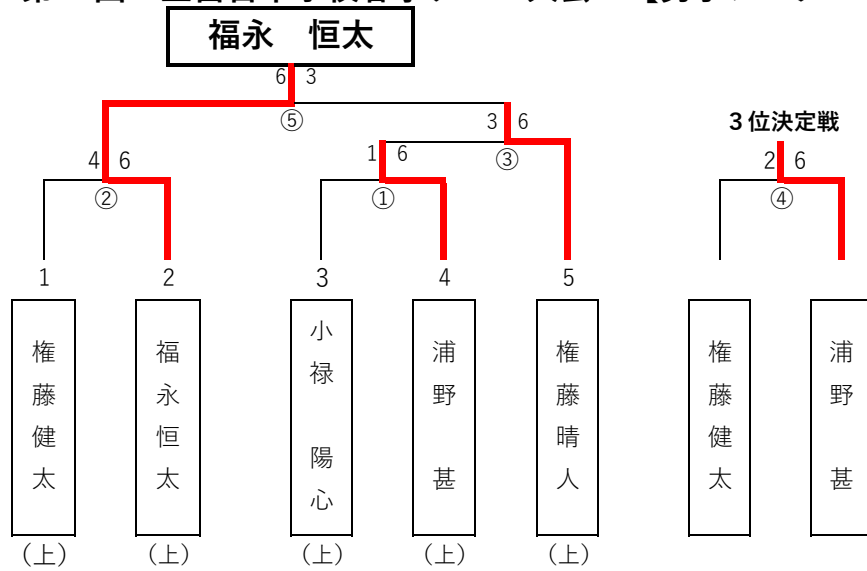 福永 恒太
6 3
⑤
3 6
3位決定戦
4 6
1 6
③
2 6
②
①
④
1 2 3 4 5
権藤健太
福永恒太
小禄 陽心
浦野 甚
権藤晴人
権藤健太
浦野 甚
(上) (上) (上) (上) (上)